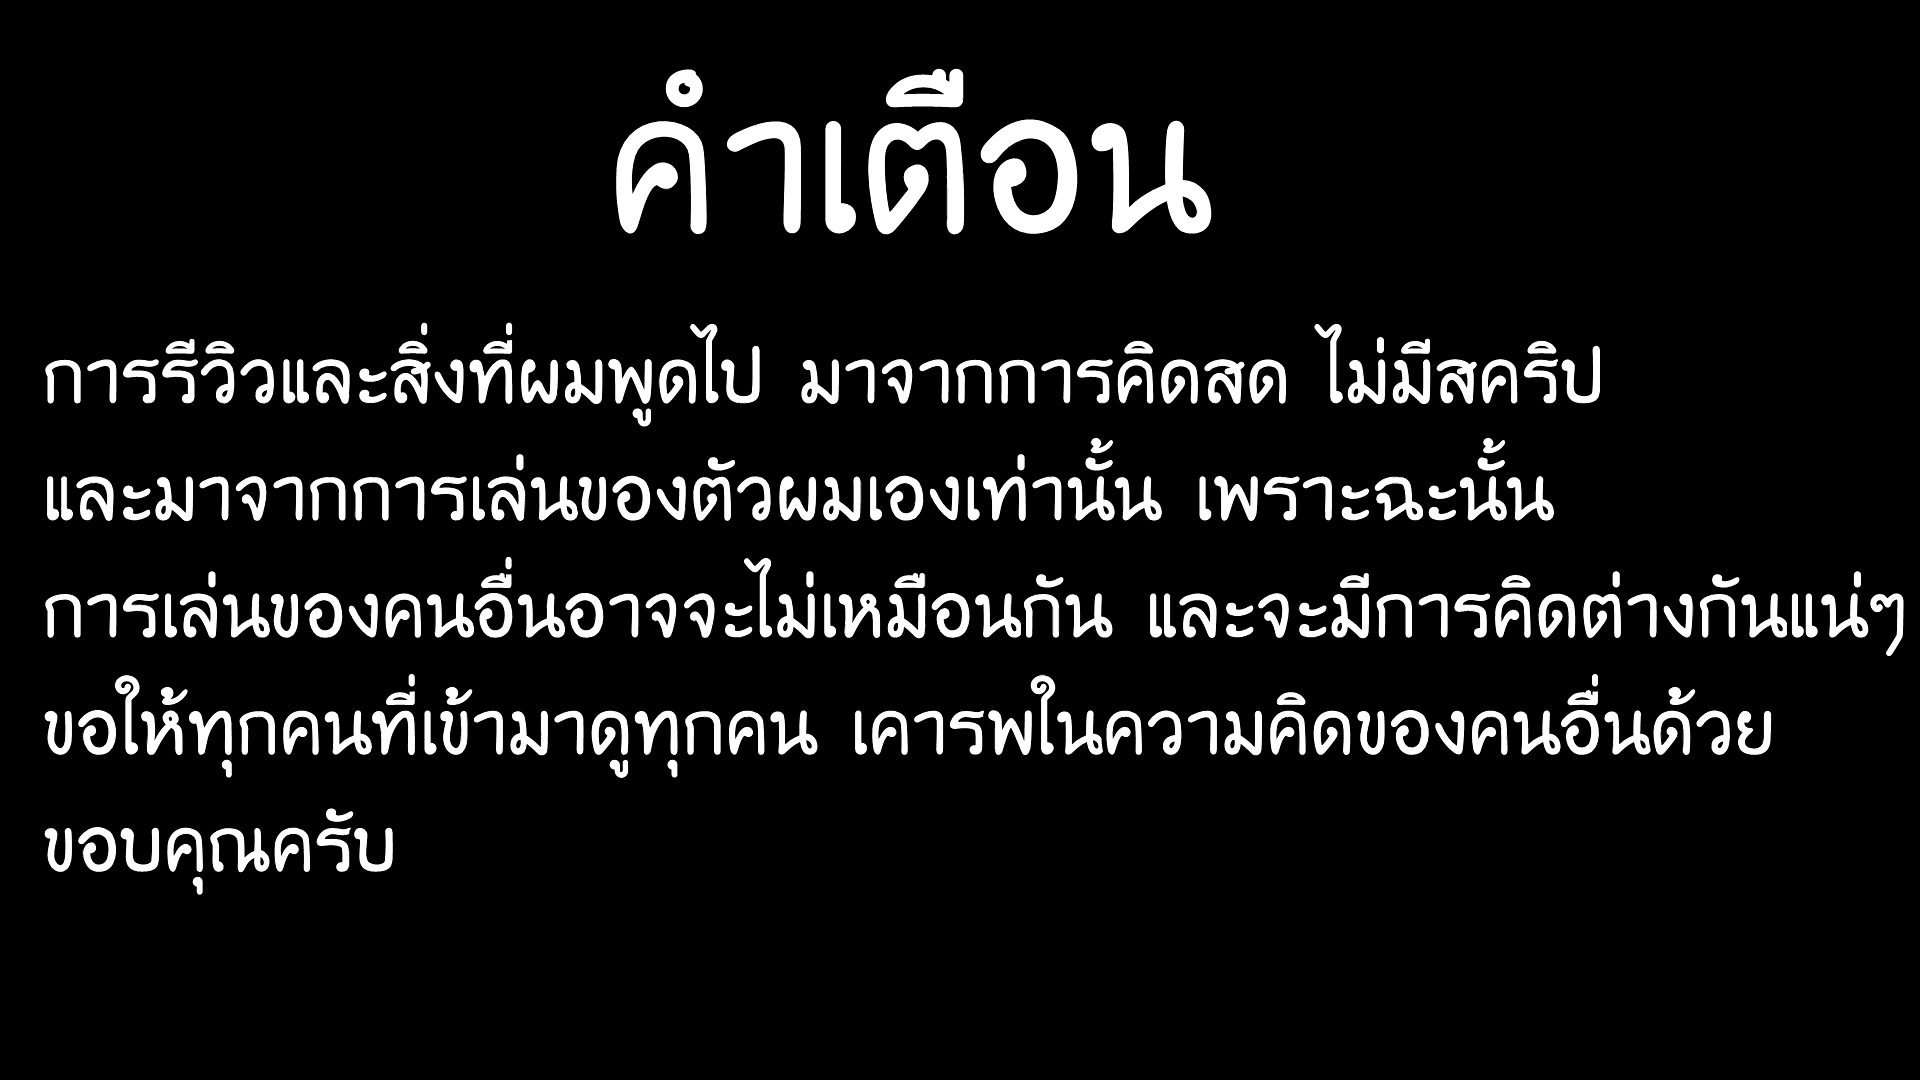 คำเตือน
การรีวิวและสิ่งที่ผมพูดไป มาจากการคิดสด ไม่มีสคริป
และมาจากการเล่นของตัวผมเองเท่านั้น เพราะฉะนั้น
การเล่นของคนอื่นอาจจะไม่เหมือนกัน และจะมีการคิดต่างกันแน่ๆ
ขอให้ทุกคนที่เข้ามาดูทุกคน เคารพในความคิดของคนอื่นด้วย
ขอบคุณครับ